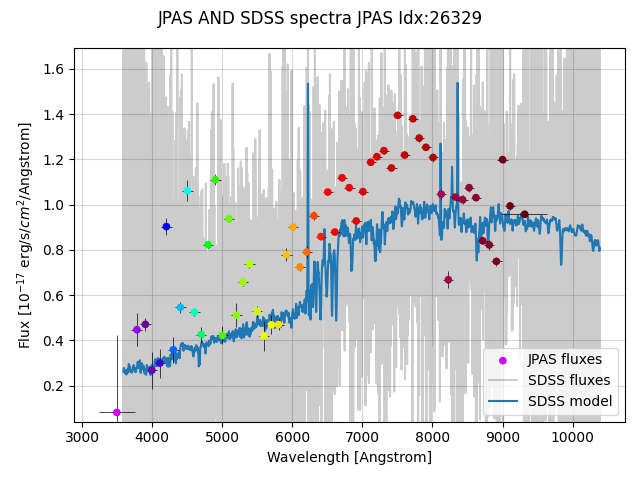 JPAS AND SDSS spectra JPAS Idx:26329
Flux [10⁻¹⁷ erg/s/cm²/Angstrom]
1.6
1.4
1.2
1.0
0.8
0.6
0.4
0.2
3000 4000 5000 6000 7000 8000 9000 10000
Wavelength [Angstrom]
JPAS fluxes
SDSS fluxes
SDSS model